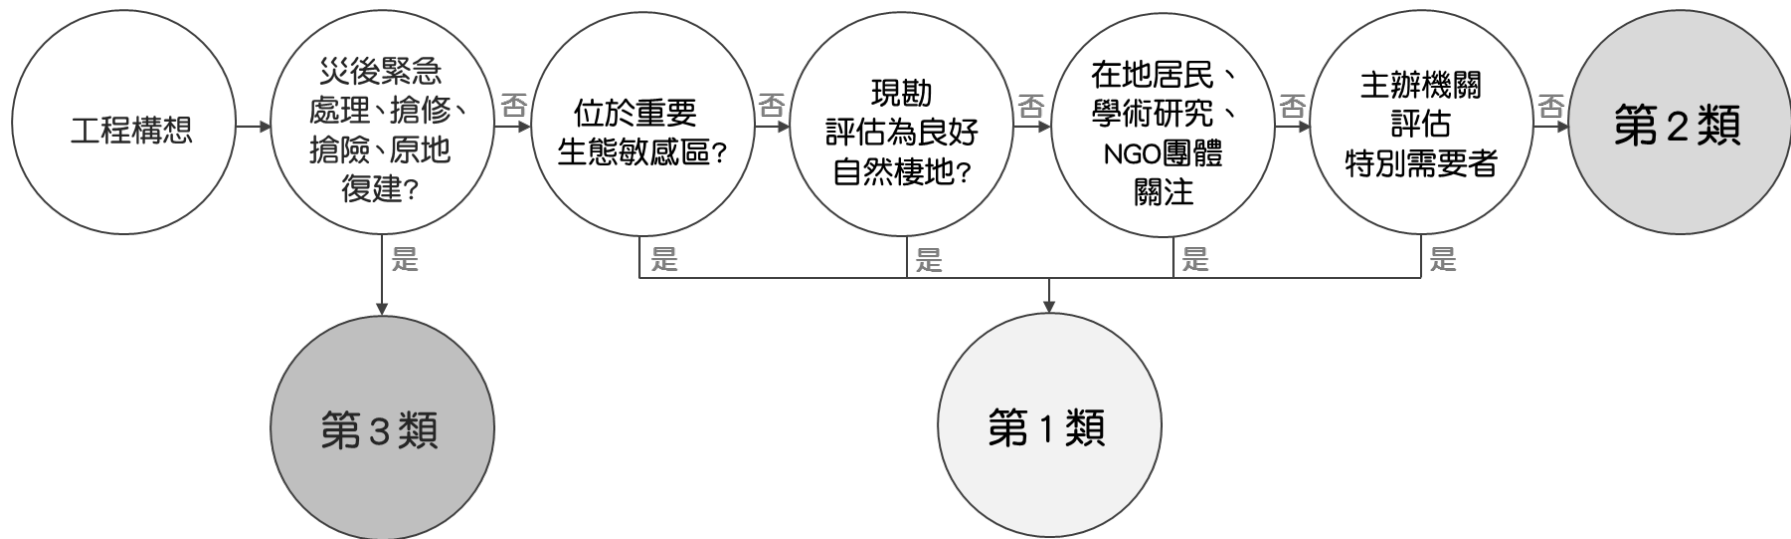 工程構想
災後緊急
處理、搶修、
搶險、原地
復建?
否
位於重要
生態敏感區?
否
現勘
評估為良好
自然棲地?
否
在地居民、
學術研究、
NGO團體
關注
否
主辦機關
評估
特別需要者
否
第2類
是
是
是
是
是
第3類
第1類